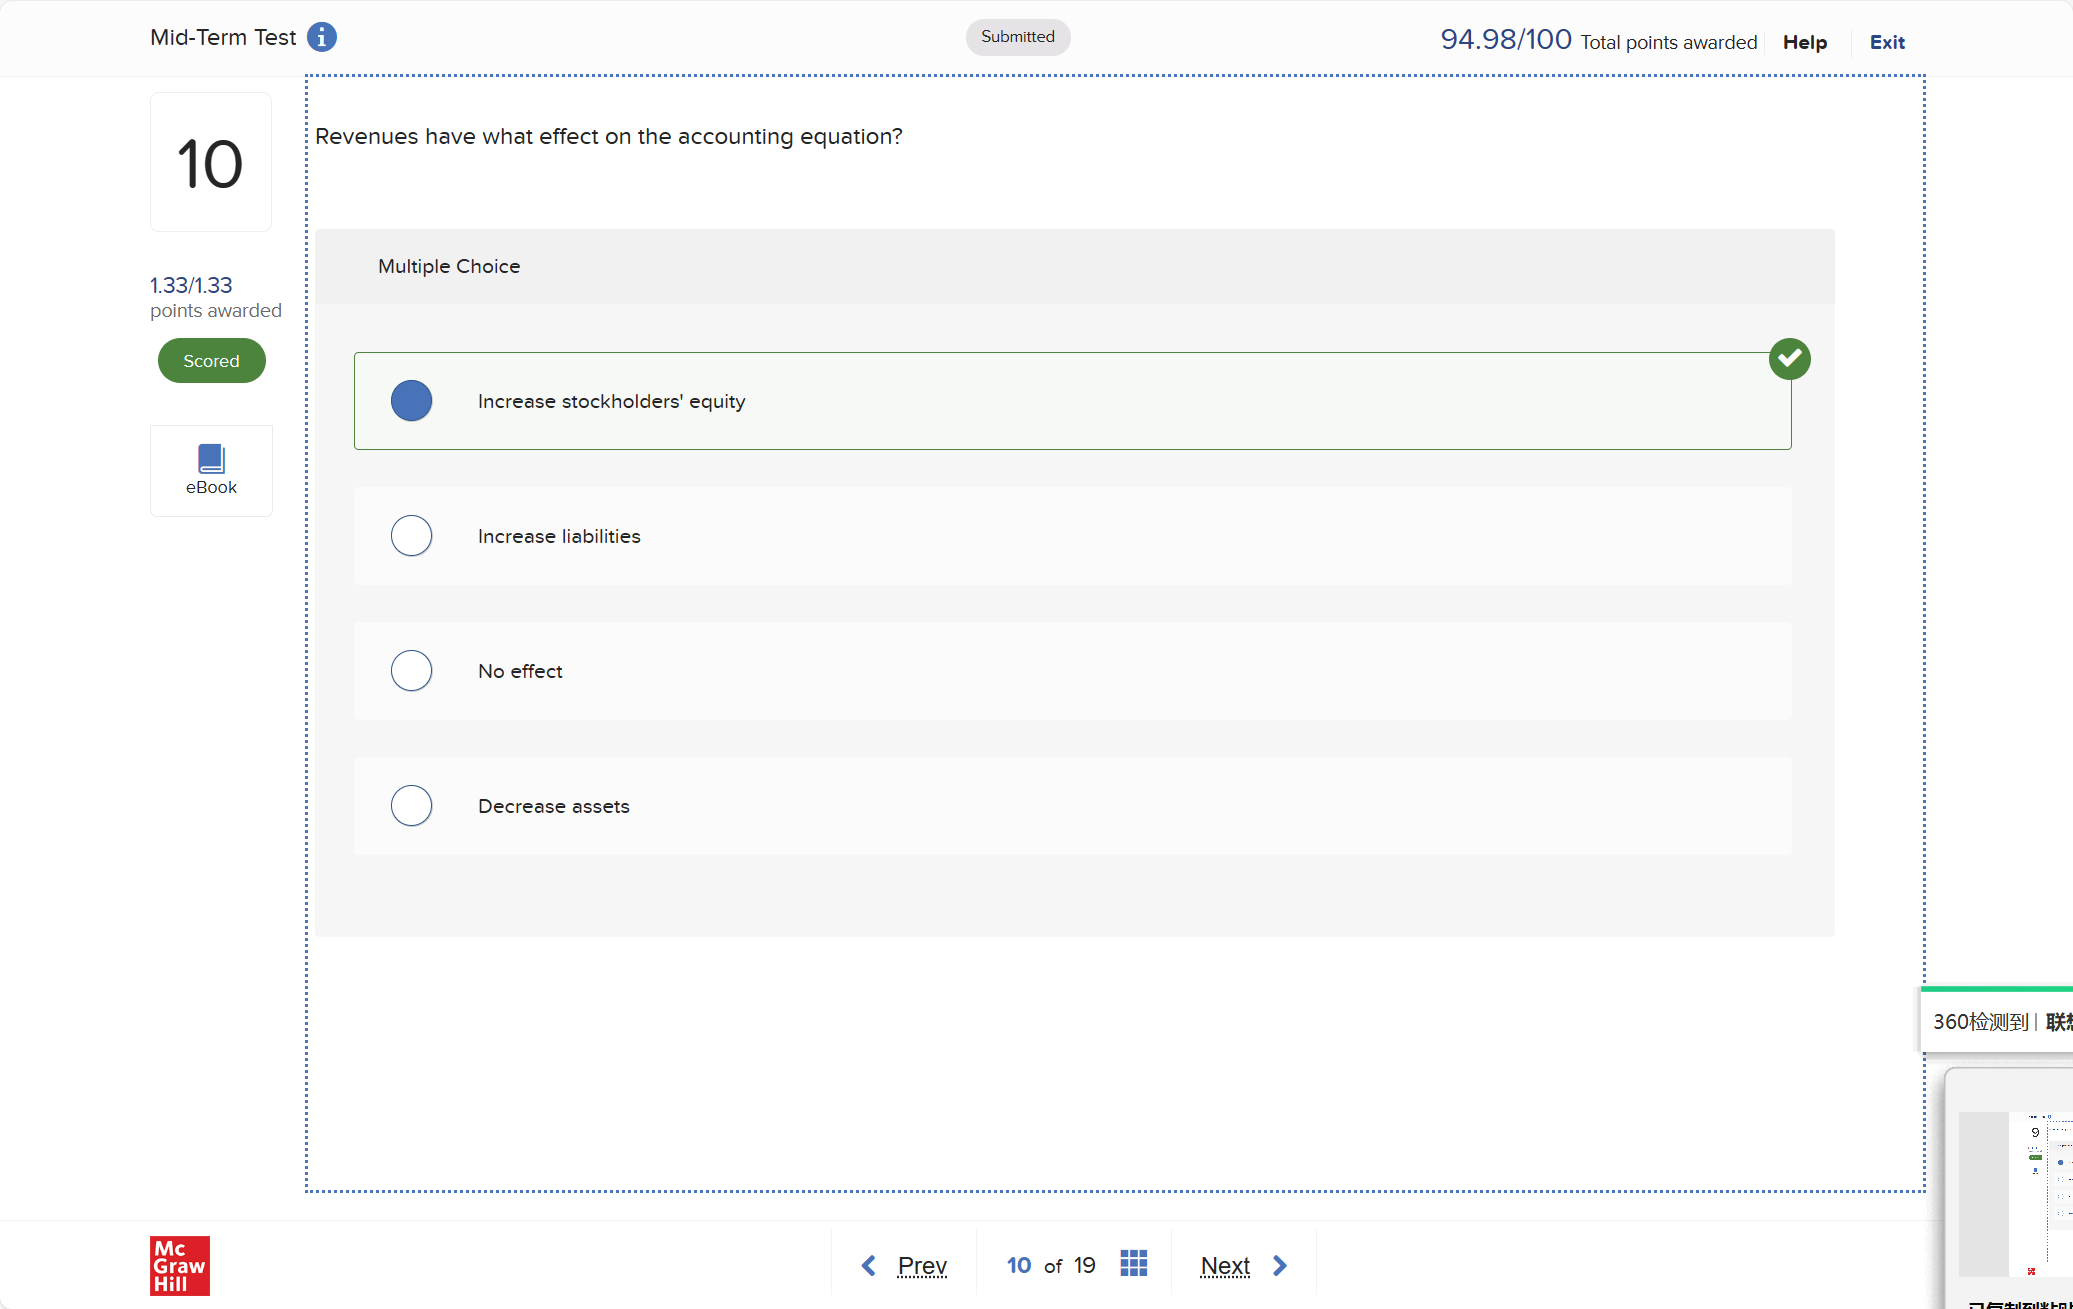 Mid-Term Test
Submitted
94.98/100 Total points awarded
Help
Exit
10
1.33/1.33
points awarded
Scored
eBook
Revenues have what effect on the accounting equation?
Multiple Choice
Increase stockholders' equity
Increase liabilities
No effect
Decrease assets
360检测到 | 联想
9
Mc
Graw
Hill
Prev
10 of 19
Next